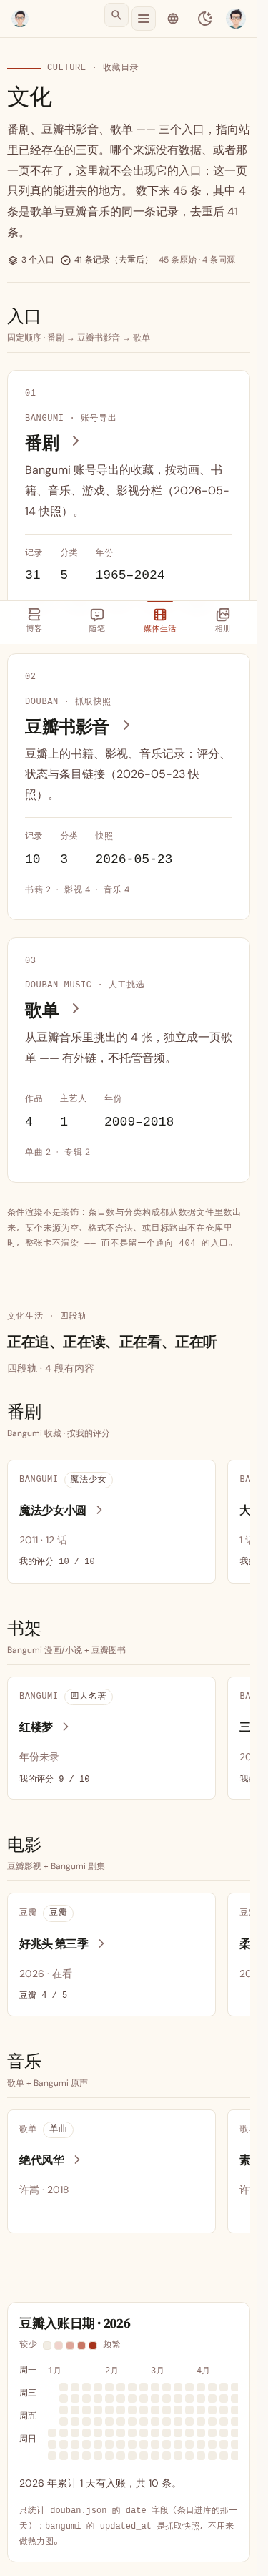 CULTURE · 收藏目录
文化
番剧、豆瓣书影音、歌单 —— 三个入口，指向站
里已经存在的三页。哪个来源没有数据、或者那
一页不在了，这里就不会出现它的入口：这一页
只列真的能进去的地方。 数下来 45 条，其中 4
条是歌单与豆瓣音乐的同一条记录，去重后 41
条。
3 个入口 41 条记录（去重后） 45 条原始 · 4 条同源
入口
固定顺序 · 番剧 → 豆瓣书影音 → 歌单
01
BANGUMI · 账号导出
番剧
Bangumi 账号导出的收藏，按动画、书
籍、音乐、游戏、影视分栏（2026-05-
14 快照）。
记录 分类 年份
31 5 1965–2024
博客 随笔 媒体生活 相册
02
DOUBAN · 抓取快照
豆瓣书影音
豆瓣上的书籍、影视、音乐记录：评分、
状态与条目链接（2026-05-23 快
照）。
记录 分类 快照
10 3 2026-05-23
书籍 2 · 影视 4 · 音乐 4
03
DOUBAN MUSIC · 人工挑选
歌单
从豆瓣音乐里挑出的 4 张，独立成一页歌
单 —— 有外链，不托管音频。
作品 主艺人 年份
4 1 2009–2018
单曲 2 · 专辑 2
条件渲染不是装饰：条目数与分类构成都从数据文件里数出
来，某个来源为空、格式不合法、或目标路由不在仓库里
时，整张卡不渲染 —— 而不是留一个通向 404 的入口。
文化生活 · 四段轨
正在追、正在读、正在看、正在听
四段轨 · 4 段有内容
番剧
Bangumi 收藏 · 按我的评分
BANGUMI 魔法少女
魔法少女小圆
2011 · 12 话
我的评分 10 / 10
书架
Bangumi 漫画/小说 + 豆瓣图书
BANGUMI 四大名著
红楼梦
年份未录
我的评分 9 / 10
电影
豆瓣影视 + Bangumi 剧集
豆瓣 豆瓣
好兆头 第三季
2026 · 在看
豆瓣 4 / 5
音乐
歌单 + Bangumi 原声
歌单 单曲
绝代风华
许嵩 · 2018
豆瓣入账日期 · 2026
较少 频繁
1月 2月 3月 4月
周一
周三
周五
周日
2026 年累计 1 天有入账，共 10 条。
只统计 douban.json 的 date 字段（条目进库的那一
天）；bangumi 的 updated_at 是抓取快照，不用来
做热力图。